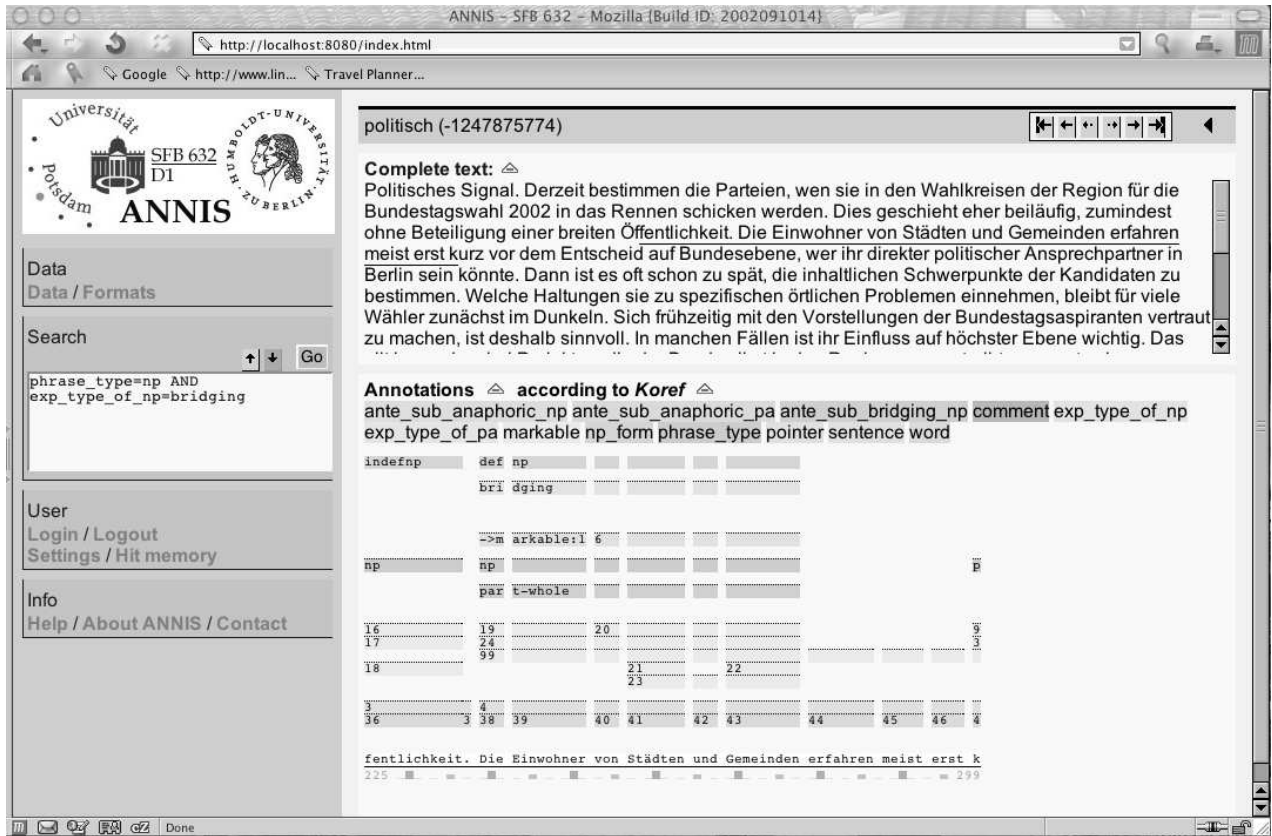 ANNIS – SFB 632 – Mozilla {Build ID: 2002091014}
http://localhost:8080/index.html
Google http://www.lin... Travel Planner...
Universität Potsdam
HUMBOLDT-UNIVERSITÄT ZU BERLIN
SFB 632
D1
ANNIS
Data
Data / Formats
Search
Go
phrase_type=np AND
exp_type_of_np=bridging
User
Login / Logout
Settings / Hit memory
Info
Help / About ANNIS / Contact
politisch (-1247875774)
Complete text:
Politisches Signal. Derzeit bestimmen die Parteien, wen sie in den Wahlkreisen der Region für die
Bundestagswahl 2002 in das Rennen schicken werden. Dies geschieht eher beiläufig, zumindest
ohne Beteiligung einer breiten Öffentlichkeit. Die Einwohner von Städten und Gemeinden erfahren
meist erst kurz vor dem Entscheid auf Bundesebene, wer ihr direkter politischer Ansprechpartner in
Berlin sein könnte. Dann ist es oft schon zu spät, die inhaltlichen Schwerpunkte der Kandidaten zu
bestimmen. Welche Haltungen sie zu spezifischen örtlichen Problemen einnehmen, bleibt für viele
Wähler zunächst im Dunkeln. Sich frühzeitig mit den Vorstellungen der Bundestagsaspiranten vertraut
zu machen, ist deshalb sinnvoll. In manchen Fällen ist ihr Einfluss auf höchster Ebene wichtig. Das
Annotations according to Koref
ante_sub_anaphoric_np ante_sub_anaphoric_pa ante_sub_bridging_np comment exp_type_of_np
exp_type_of_pa markable np_form phrase_type pointer sentence word
indefnp def np
bri dging
->m arkable:1 6
np np p
par t-whole
16 19 20 9
17 24 3
99
18 21 22
23
3 4
36 3 38 39 40 41 42 43 44 45 46 4
fentlichkeit. Die Einwohner von Städten und Gemeinden erfahren meist erst k
225 299
Done